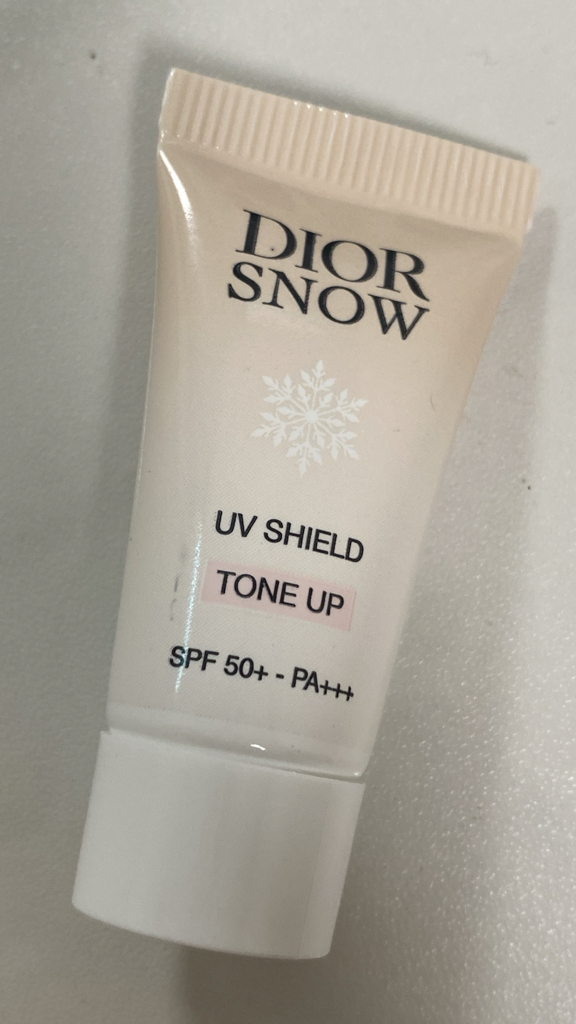 DIOR
SNOW
UV SHIELD
TONE UP
SPF 50+ - PA+++